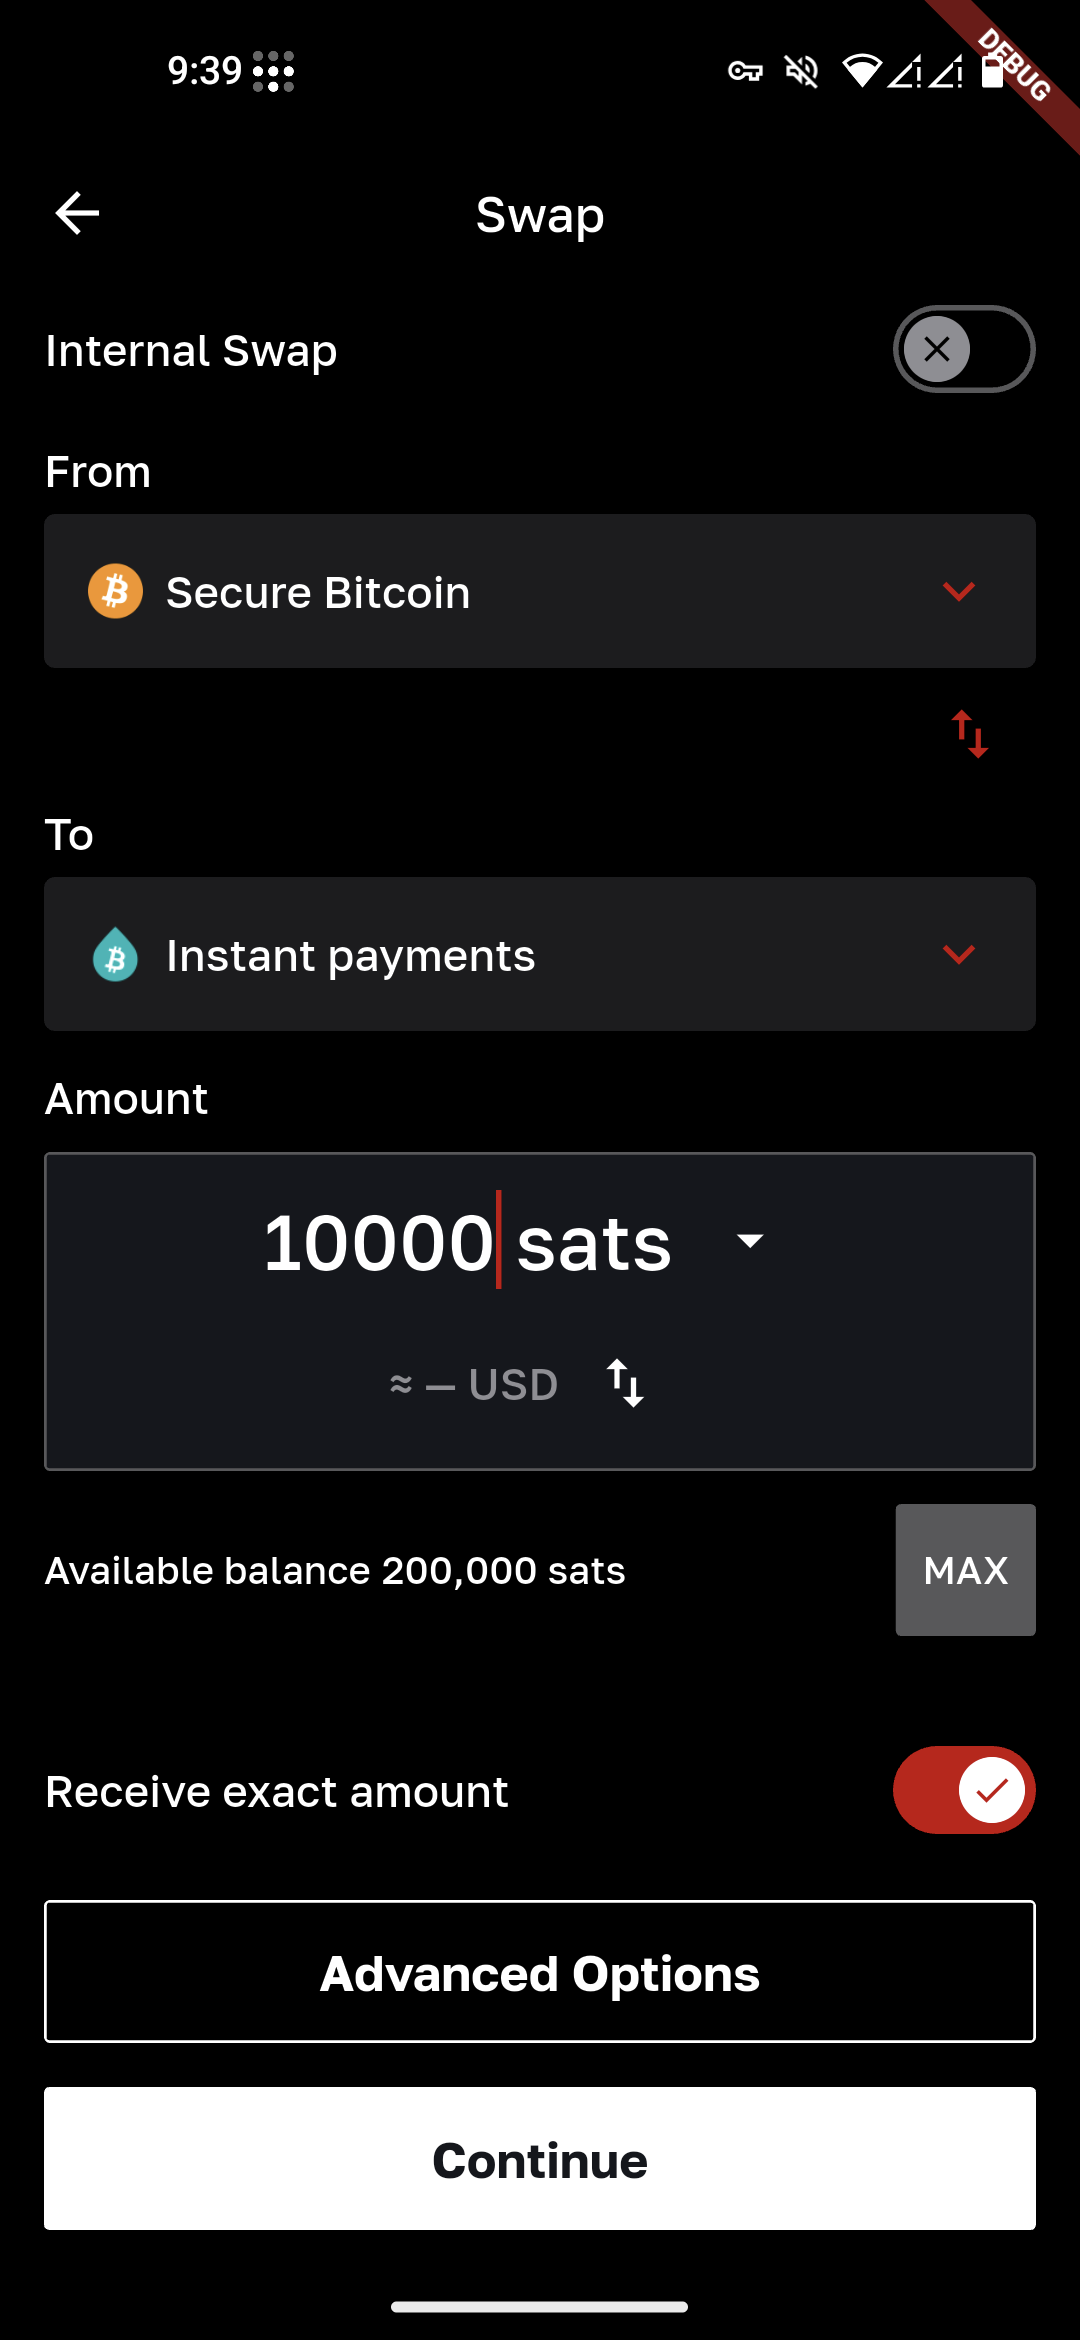 9:39
DEBUG
Swap
Internal Swap
From
Secure Bitcoin
To
Instant payments
Amount
10000 sats
≈ — USD
Available balance 200,000 sats
MAX
Receive exact amount
Advanced Options
Continue